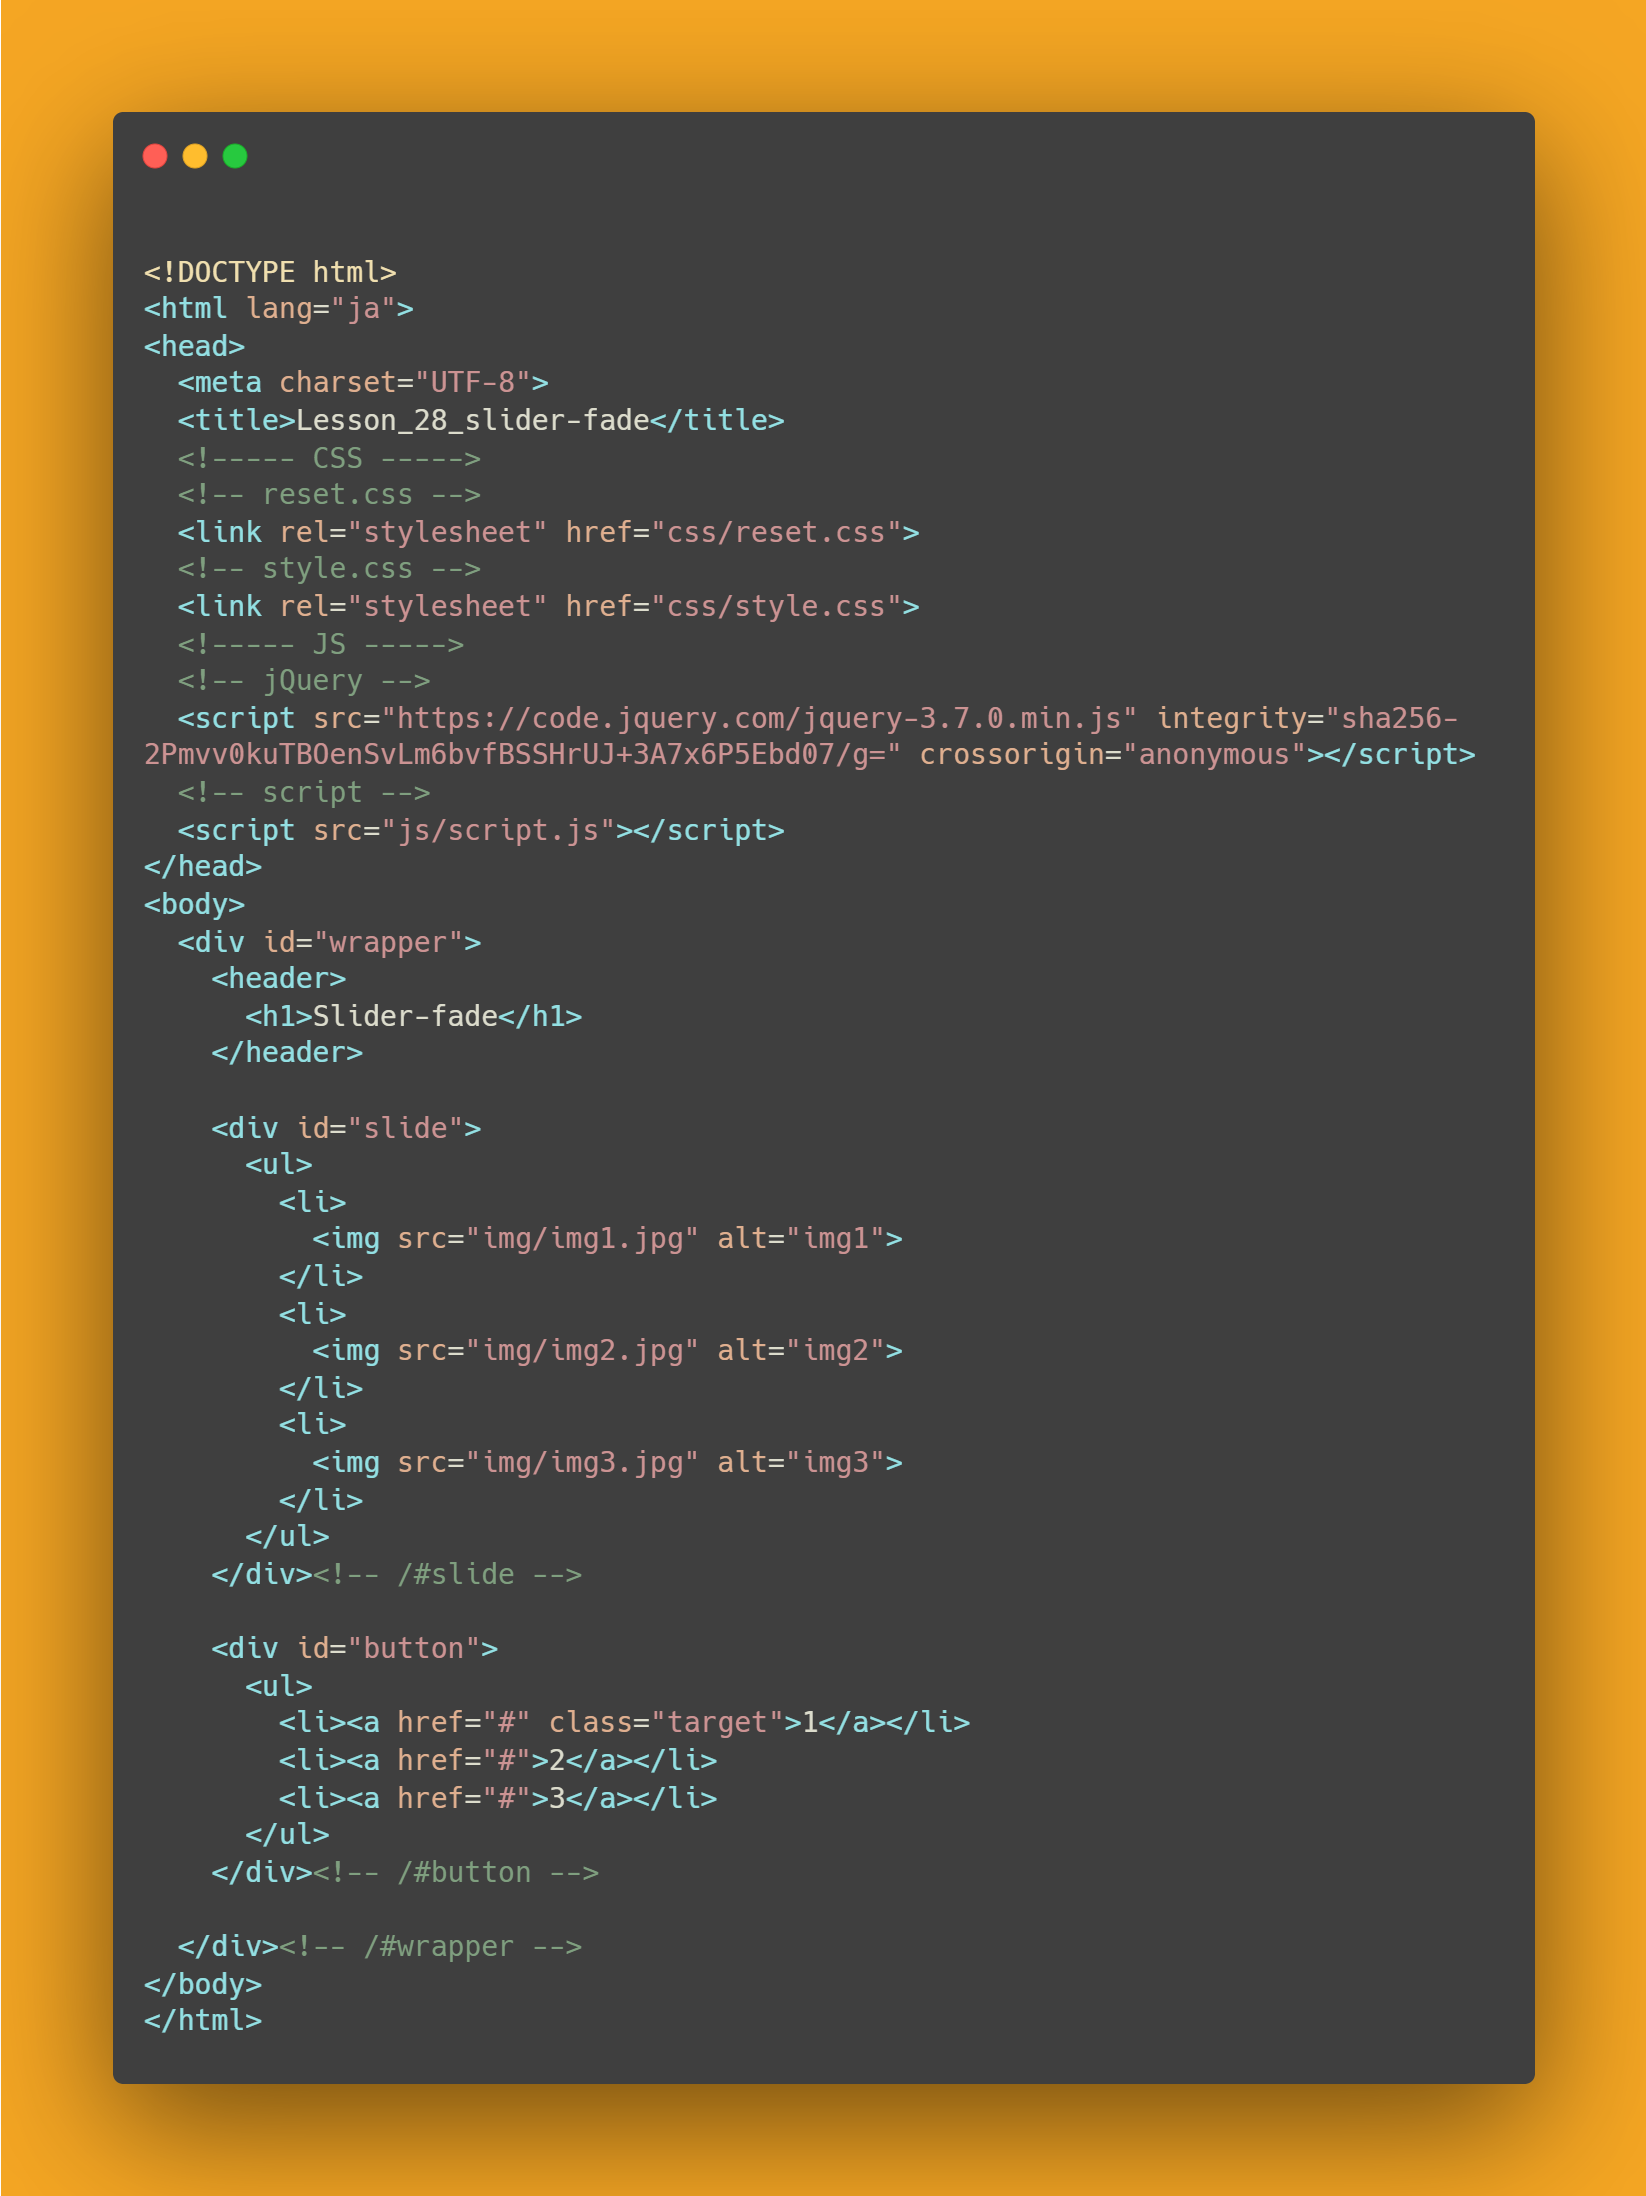 <!DOCTYPE html>
<html lang="ja">
<head>
  <meta charset="UTF-8">
  <title>Lesson_28_slider-fade</title>
  <!----- CSS ----->
  <!-- reset.css -->
  <link rel="stylesheet" href="css/reset.css">
  <!-- style.css -->
  <link rel="stylesheet" href="css/style.css">
  <!----- JS ----->
  <!-- jQuery -->
  <script src="https://code.jquery.com/jquery-3.7.0.min.js" integrity="sha256-
2Pmvv0kuTBOenSvLm6bvfBSSHrUJ+3A7x6P5Ebd07/g=" crossorigin="anonymous"></script>
  <!-- script -->
  <script src="js/script.js"></script>
</head>
<body>
  <div id="wrapper">
    <header>
      <h1>Slider-fade</h1>
    </header>

    <div id="slide">
      <ul>
        <li>
          <img src="img/img1.jpg" alt="img1">
        </li>
        <li>
          <img src="img/img2.jpg" alt="img2">
        </li>
        <li>
          <img src="img/img3.jpg" alt="img3">
        </li>
      </ul>
    </div><!-- /#slide -->

    <div id="button">
      <ul>
        <li><a href="#" class="target">1</a></li>
        <li><a href="#">2</a></li>
        <li><a href="#">3</a></li>
      </ul>
    </div><!-- /#button -->

  </div><!-- /#wrapper -->
</body>
</html>